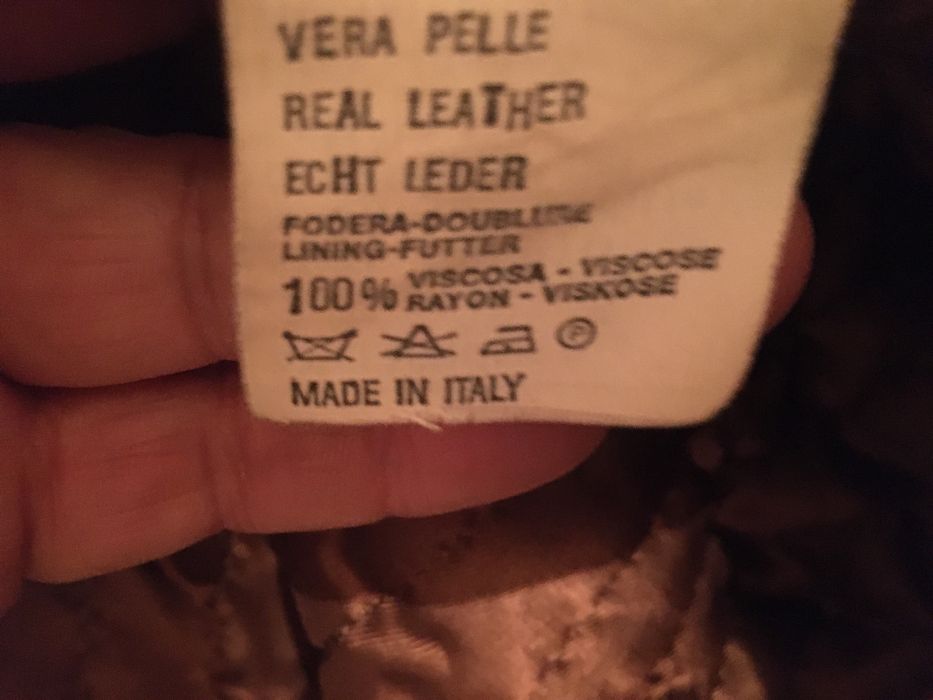 VERA PELLE
REAL LEATHER
ECHT LEDER
FODERA-DOUBLURE
LINING-FUTTER
100% VISCOSA - VISCOSE
RAYON - VISKOSE
P
MADE IN ITALY